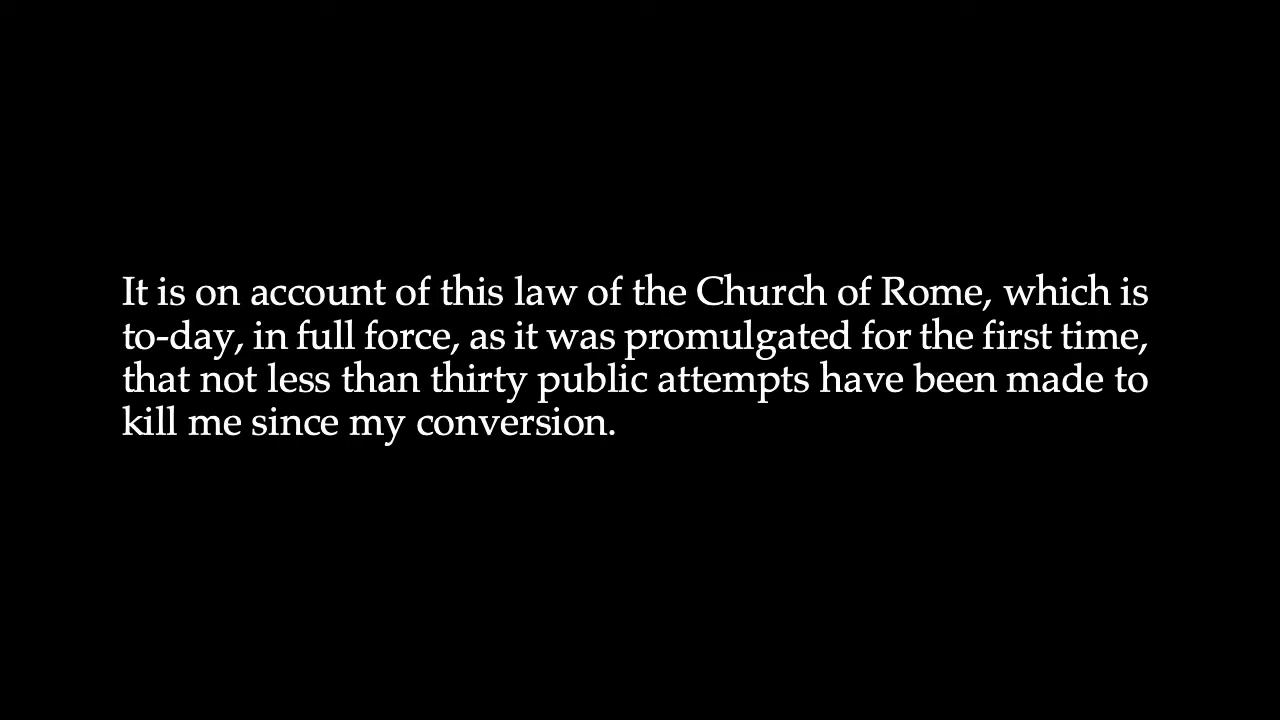 It is on account of this law of the Church of Rome, which is
to-day, in full force, as it was promulgated for the first time,
that not less than thirty public attempts have been made to
kill me since my conversion.